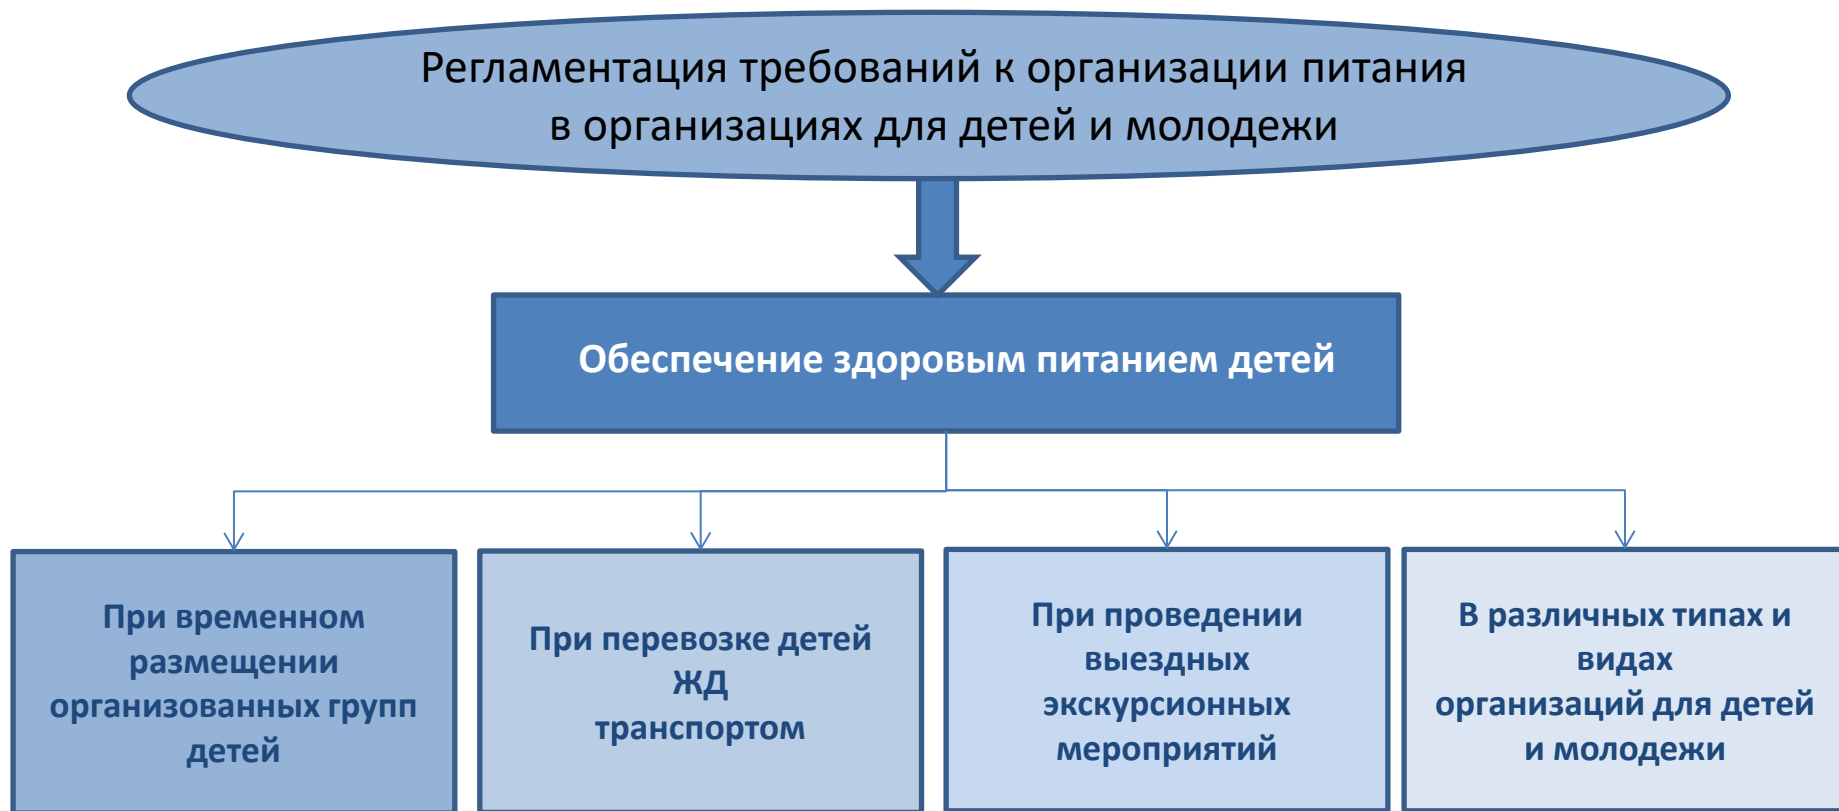 Регламентация требований к организации питания
в организациях для детей и молодежи
Обеспечение здоровым питанием детей
При временном
размещении
организованных групп
детей
При перевозке детей
ЖД
транспортом
При проведении
выездных
экскурсионных
мероприятий
В различных типах и
видах
организаций для детей
и молодежи